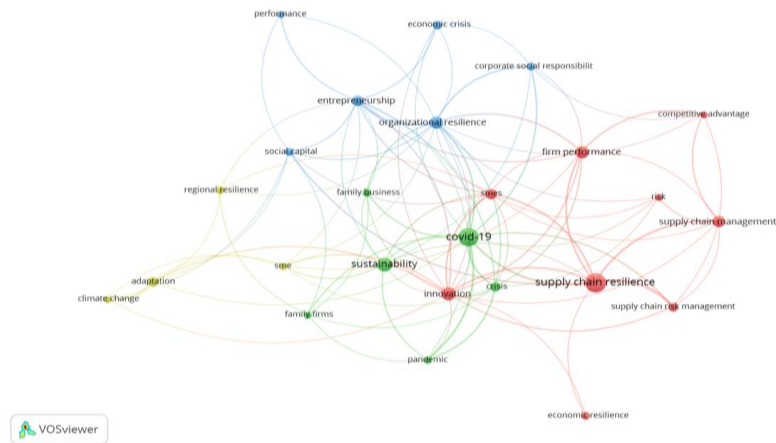 performance
economic crisis
corporate social responsibilit
entrepreneurship
competitive advantage
organizational resilience
social capital
firm performance
regional resilience
family business
smes
risk
supply chain management
covid-19
sustainability
sme
adaptation
supply chain resilience
crisis
innovation
climate change
supply chain risk management
family firms
pandemic
economic resilience
VOSviewer